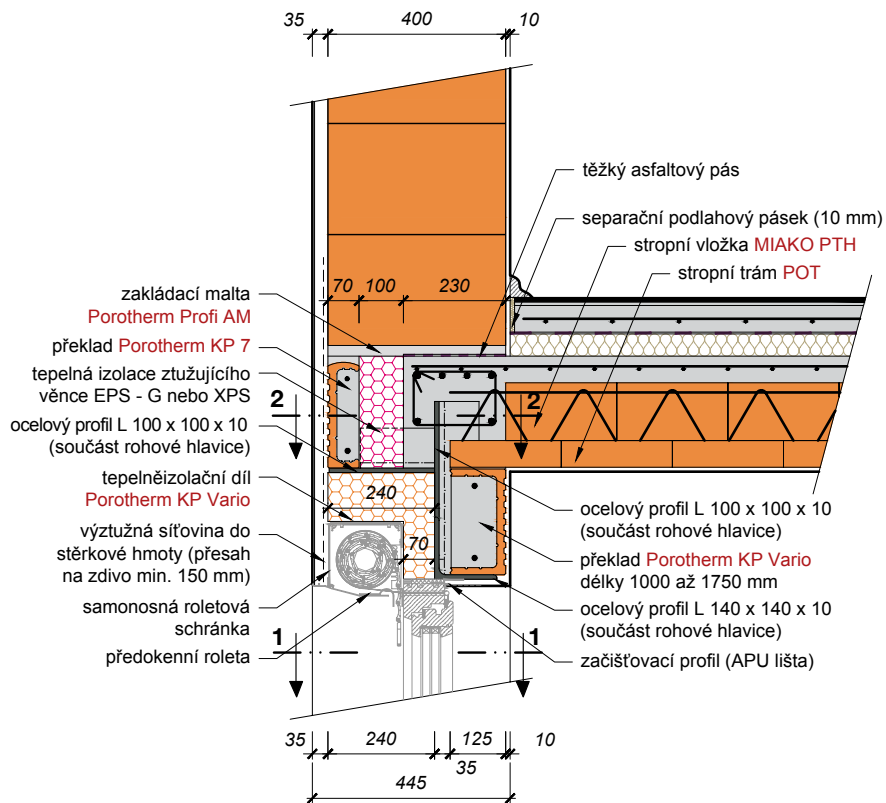 35
400
10
těžký asfaltový pás
separační podlahový pásek (10 mm)
stropní vložka MIAKO PTH
stropní trám POT
70
100
230
zakládací malta
Porotherm Profi AM
překlad Porotherm KP 7
tepelná izolace ztužujícího
věnce EPS - G nebo XPS
2
2
ocelový profil L 100 x 100 x 10
(součást rohové hlavice)
tepelněizolační díl
Porotherm KP Vario
240
výztužná síťovina do
stěrkové hmoty (přesah
na zdivo min. 150 mm)
70
samonosná roletová
schránka
předokenní roleta
ocelový profil L 100 x 100 x 10
(součást rohové hlavice)
překlad Porotherm KP Vario
délky 1000 až 1750 mm
ocelový profil L 140 x 140 x 10
(součást rohové hlavice)
začišťovací profil (APU lišta)
1
1
35
240
125
10
35
445